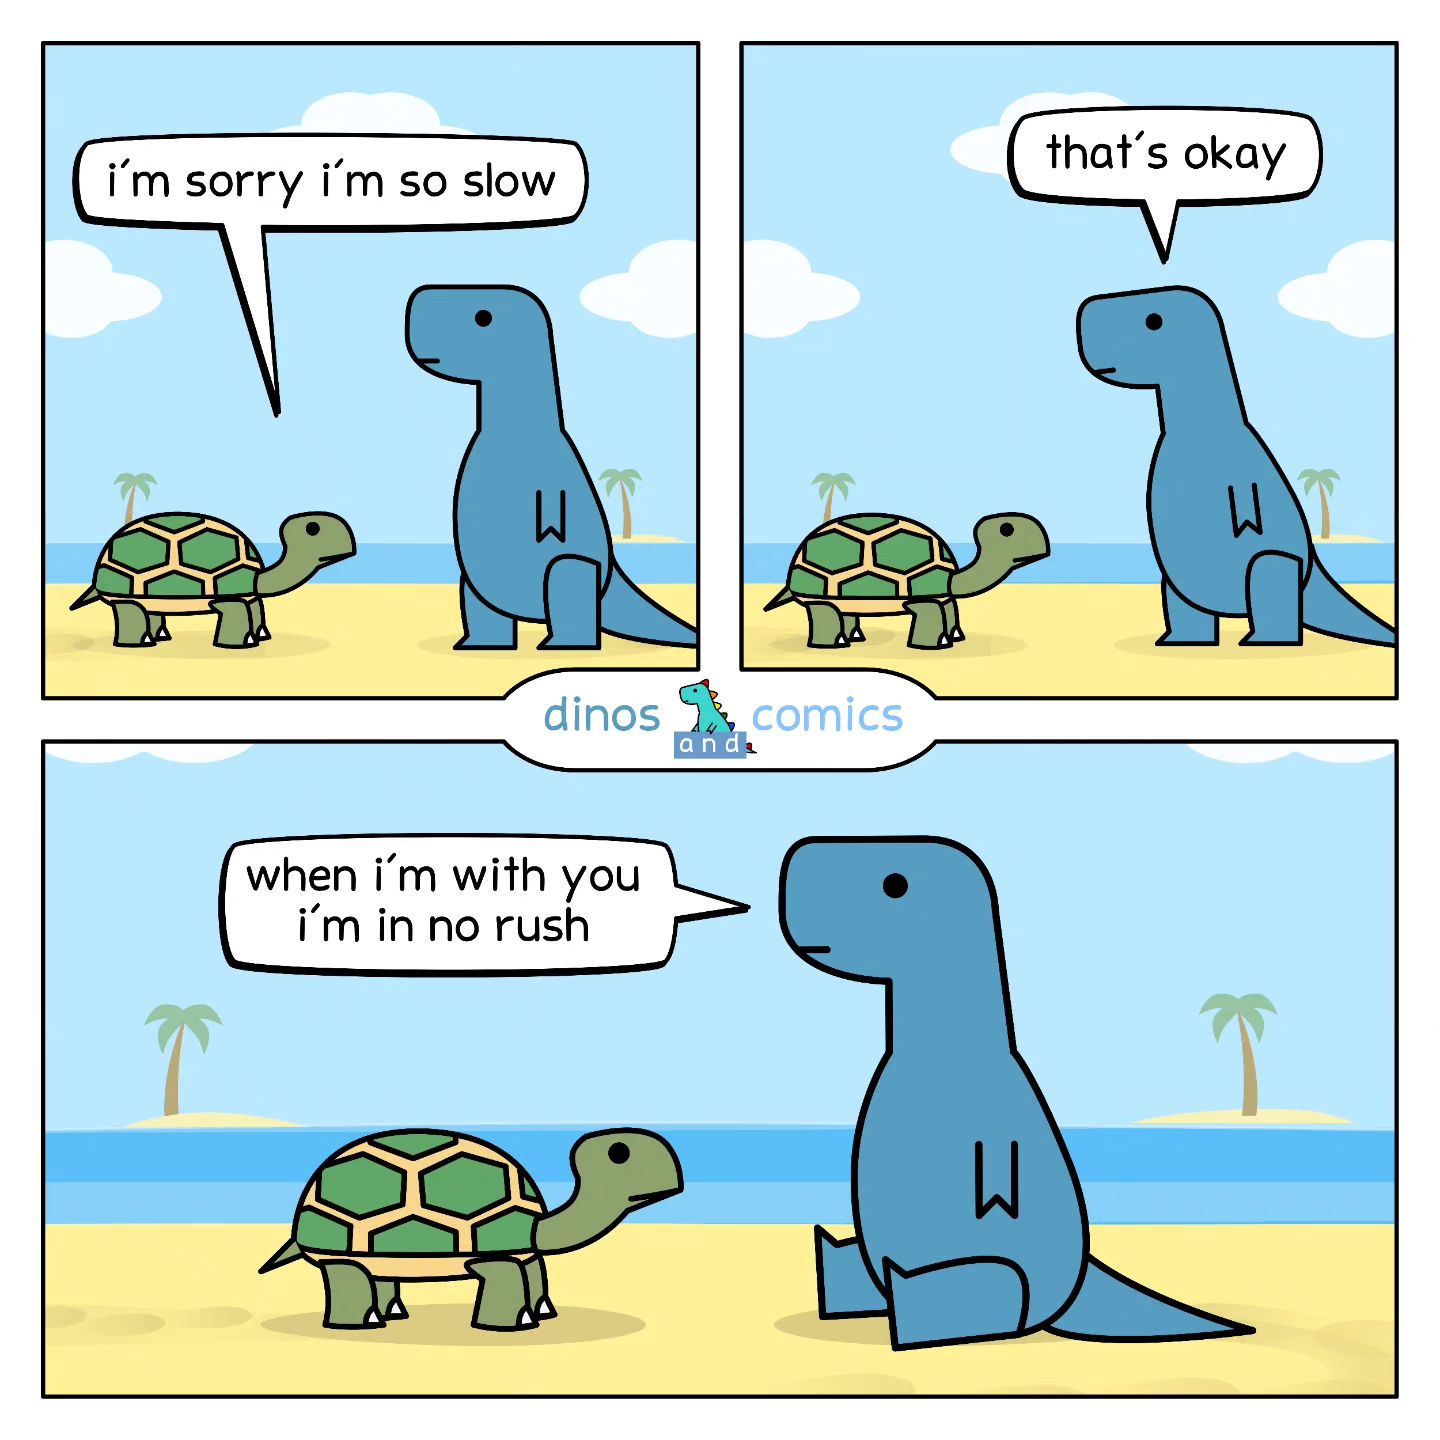 i´m sorry i´m so slow
that´s okay
dinos and comics
when i´m with you
i´m in no rush